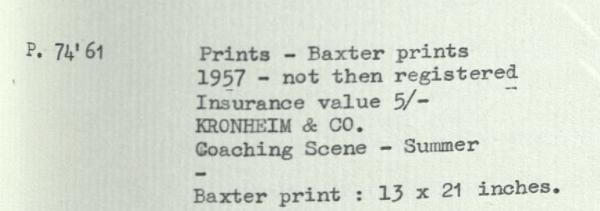 P. 74'61
Prints - Baxter prints
1957 - not then registered
Insurance value 5/-
KRONHEIM & CO.
Coaching Scene - Summer
-
Baxter print : 13 x 21 inches.